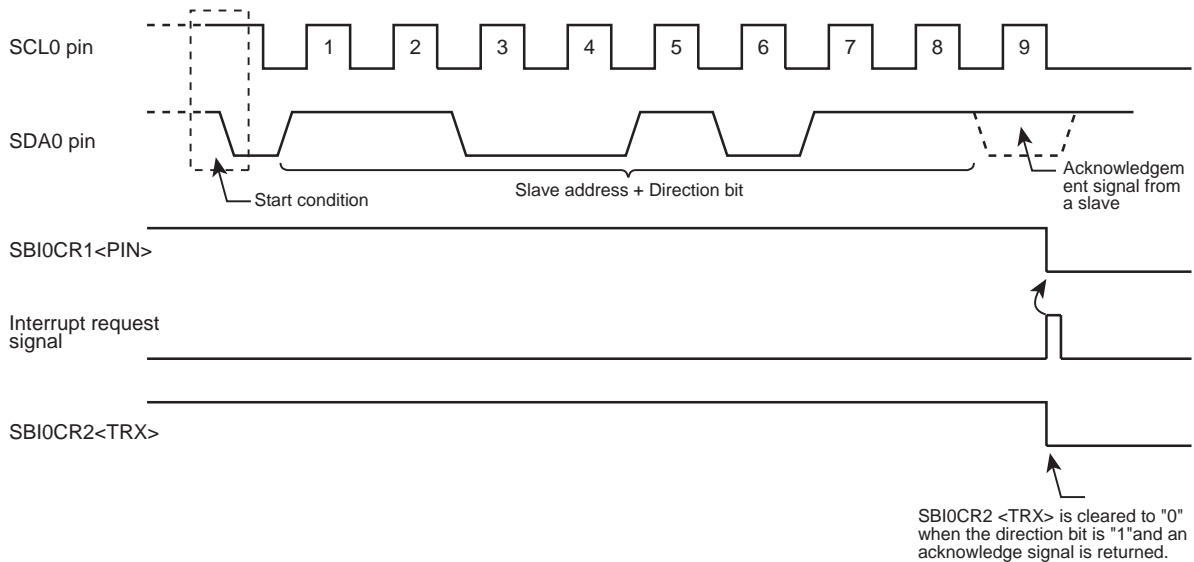 SCL0 pin
1 2 3 4 5 6 7 8 9
SDA0 pin
Start condition
Slave address + Direction bit
Acknowledgem
ent signal from
a slave
SBI0CR1<PIN>
Interrupt request
signal
SBI0CR2<TRX>
SBI0CR2 <TRX> is cleared to "0"
when the direction bit is "1"and an
acknowledge signal is returned.